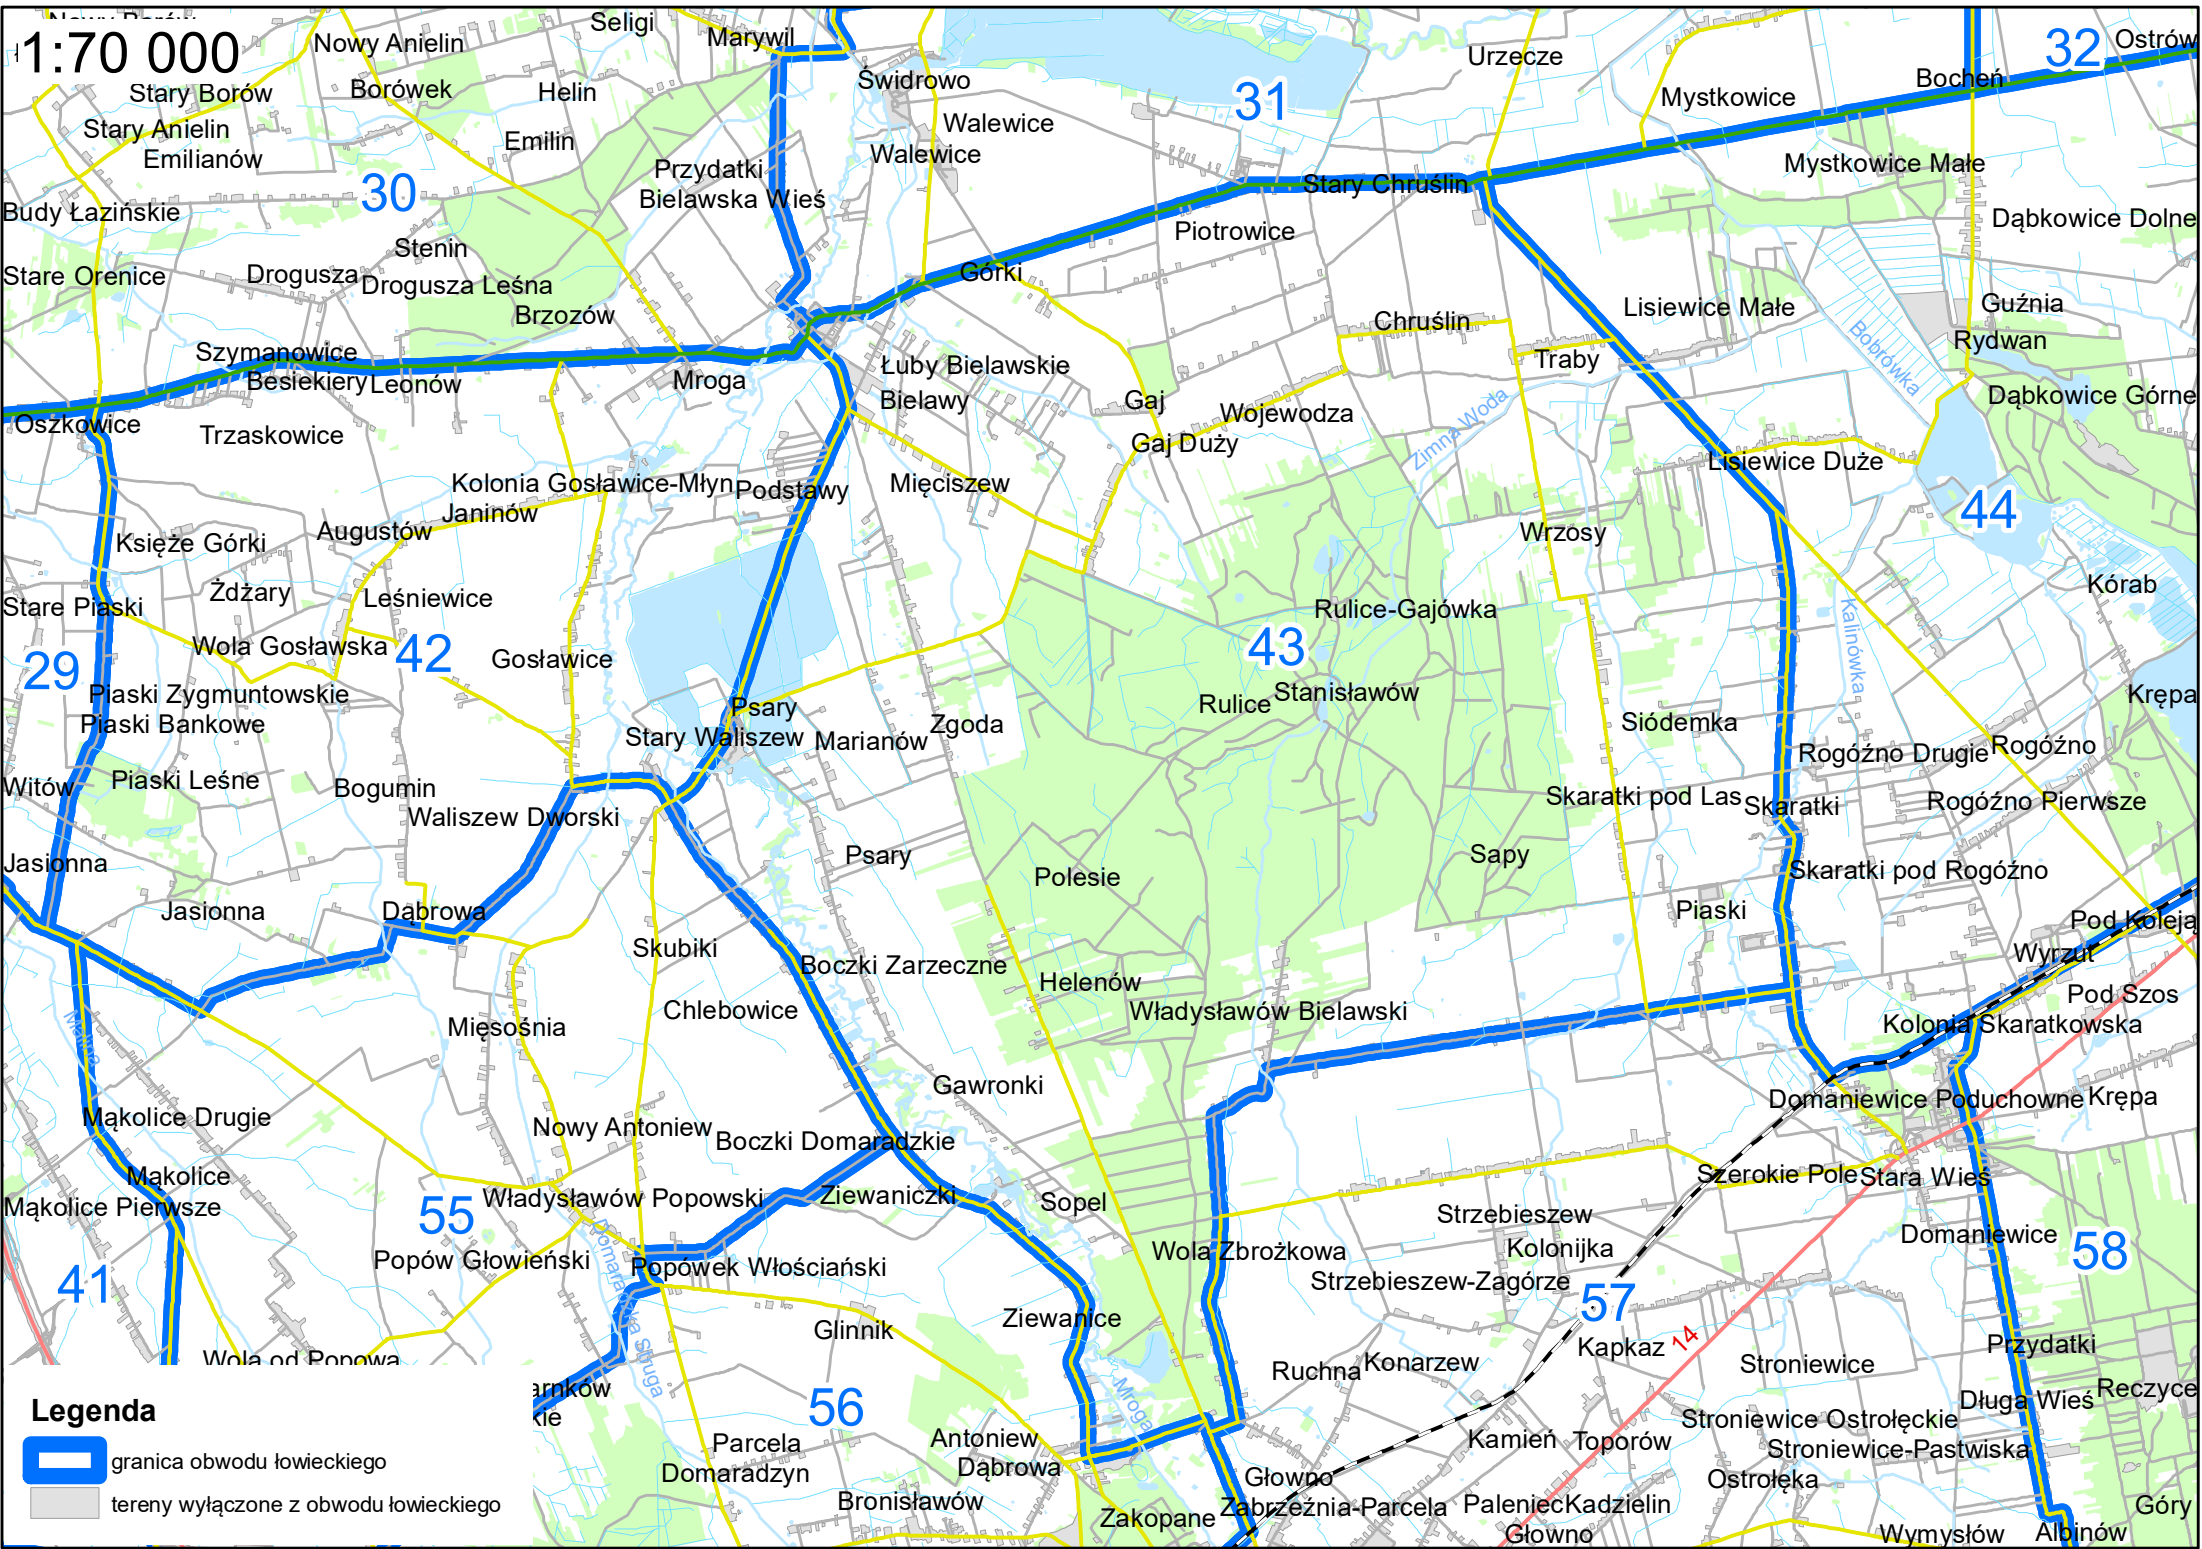 1:70 000
Nowy Anielin
Seligi
Marywil
Świdrowo
Urzecze
32
Ostrów
Bocheń
Stary Borów
Borówek
Helin
31
Mystkowice
Stary Anielin
Emilianów
Emilin
Walewice
Walewice
Przydatki
Bielawska Wieś
Stary Chruślin
Mystkowice Małe
30
Budy Łazińskie
Dąbkowice Dolne
Piotrowice
Stenin
Stare Orenice
Drogusza
Drogusza Leśna
Górki
Brzozów
Lisiewice Małe
Guźnia
Chruślin
Rydwan
Bobrówka
Szymanowice
Besiekiery
Leonów
Mroga
Łuby Bielawskie
Traby
Bielawy
Gaj
Wojewodza
Dąbkowice Górne
Oszkowice
Trzaskowice
Gaj Duży
Zimna Woda
Lisiewice Duże
Kolonia Gosławice-Młyn
Podstawy
Mięciszew
Janinów
44
Augustów
Księże Górki
Wrzosy
Żdżary
Leśniewice
Kórab
Stare Piaski
Rulice-Gajówka
Kalinówka
Wola Gosławska
42
Gosławice
43
29
Piaski Zygmuntowskie
Piaski Bankowe
Psary
Rulice
Stanisławów
Krępa
Stary Waliszew
Marianów
Zgoda
Siódemka
Rogóźno Drugie
Rogóźno
Witów
Piaski Leśne
Bogumin
Skaratki pod Las
Skaratki
Rogóźno Pierwsze
Waliszew Dworski
Jasionna
Psary
Polesie
Sapy
Skaratki pod Rogóźno
Jasionna
Dąbrowa
Piaski
Pod Koleją
Skubiki
Boczki Zarzeczne
Helenów
Wyrzut
Władysławów Bielawski
Pod Szos
Chlebowice
Malina
Mięsośnia
Kolonia Skaratkowska
Gawronki
Mąkolice Drugie
Domaniewice Poduchowne
Krępa
Nowy Antoniew
Boczki Domaradzkie
Mąkolice
Szerokie Pole
Stara Wieś
Mąkolice Pierwsze
55
Władysławów Popowski
Ziewaniczki
Sopel
Strzebieszew
Domaniewice
58
Popów Głowieński
Popówek Włościański
Wola Zbrożkowa
Kolonijka
41
Strzebieszew-Zagórze
57
Ziewanice
Glinnik
Kapkaz
14
Przydatki
Ruchna
Konarzew
Stroniewice
Mroga
56
Długa Wieś
Reczyce
Stroniewice Ostrołęckie
Parcela
Antoniew
Kamień
Toporów
Stroniewice-Pastwiska
Domaradzyn
Dąbrowa
Głowno
Ostrołęka
Bronisławów
Zakopane
Zabrzeźnia-Parcela
Paleniec
Kadzielin
Góry
Głowno
Wymysłów
Albinów
Legenda
granica obwodu łowieckiego
tereny wyłączone z obwodu łowieckiego